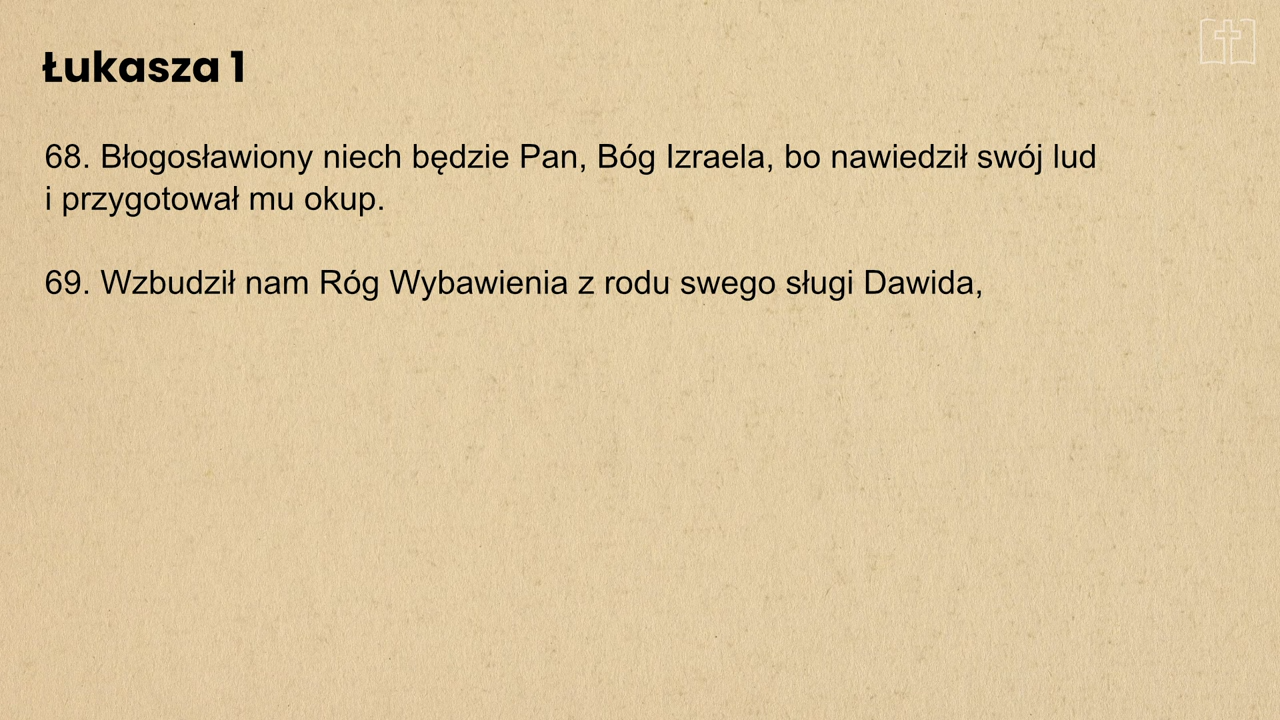 Łukasza 1
68. Błogosławiony niech będzie Pan, Bóg Izraela, bo nawiedził swój lud
i przygotował mu okup.
69. Wzbudził nam Róg Wybawienia z rodu swego sługi Dawida,